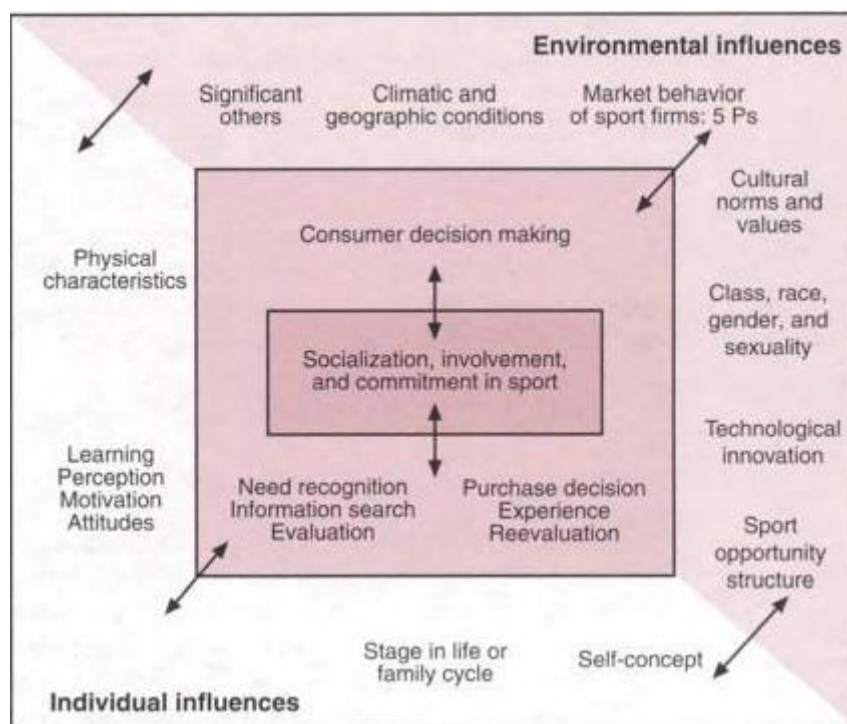 Environmental influences
Significant
others
Climatic and
geographic conditions
Market behavior
of sport firms: 5 Ps
Cultural
norms and
values
Consumer decision making
Physical
characteristics
Class, race,
gender, and
sexuality
Socialization, involvement,
and commitment in sport
Technological
innovation
Learning
Perception
Motivation
Attitudes
Need recognition
Information search
Evaluation
Purchase decision
Experience
Reevaluation
Sport
opportunity
structure
Stage in life or
family cycle
Self-concept
Individual influences